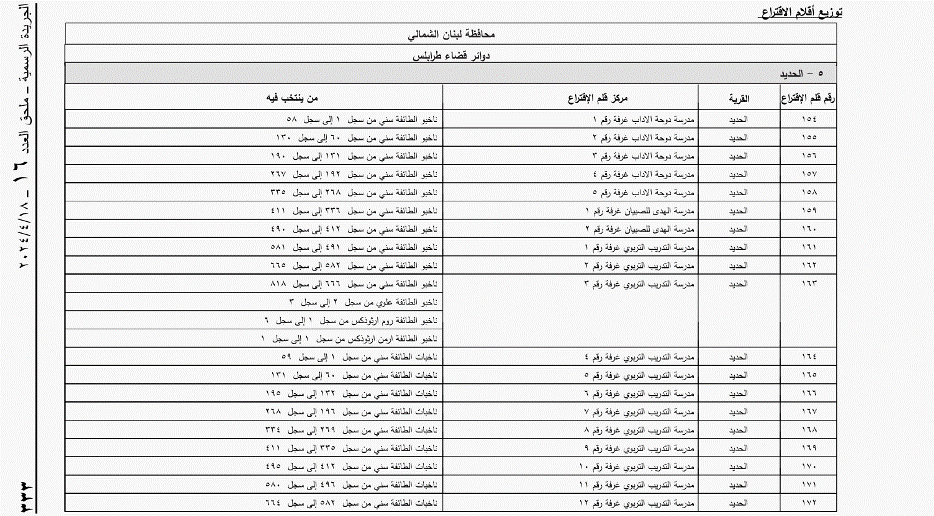 توزيع أقلام الاقتراع
محافظة لبنان الشمالي
دوائر قضاء طرابلس
٥ - الحديد
رقم قلم الإقتراع القرية مركز قلم الإقتراع من ينتخب فيه
١٥٤ الحديد مدرسة دوحة الاداب غرفة رقم ١ ناخبو الطائفة سني من سجل ١ إلى سجل ٥٨
١٥٥ الحديد مدرسة دوحة الاداب غرفة رقم ٢ ناخبو الطائفة سني من سجل ٦٠ إلى سجل ١٣٠
١٥٦ الحديد مدرسة دوحة الاداب غرفة رقم ٣ ناخبو الطائفة سني من سجل ١٣١ إلى سجل ١٩٠
١٥٧ الحديد مدرسة دوحة الاداب غرفة رقم ٤ ناخبو الطائفة سني من سجل ١٩٢ إلى سجل ٢٦٧
١٥٨ الحديد مدرسة دوحة الاداب غرفة رقم ٥ ناخبو الطائفة سني من سجل ٢٦٨ إلى سجل ٣٣٥
١٥٩ الحديد مدرسة الهدى للصبيان غرفة رقم ١ ناخبو الطائفة سني من سجل ٣٣٦ إلى سجل ٤١١
١٦٠ الحديد مدرسة الهدى للصبيان غرفة رقم ٢ ناخبو الطائفة سني من سجل ٤١٢ إلى سجل ٤٩٠
١٦١ الحديد مدرسة التدريب التربوي غرفة رقم ١ ناخبو الطائفة سني من سجل ٤٩١ إلى سجل ٥٨١
١٦٢ الحديد مدرسة التدريب التربوي غرفة رقم ٢ ناخبو الطائفة سني من سجل ٥٨٢ إلى سجل ٦٦٥
١٦٣ الحديد مدرسة التدريب التربوي غرفة رقم ٣ ناخبو الطائفة سني من سجل ٦٦٦ إلى سجل ٨١٨
ناخبو الطائفة علوي من سجل ٢ إلى سجل ٣
ناخبو الطائفة روم ارثوذكس من سجل ١ إلى سجل ٦
ناخبو الطائفة ارمن ارثوذكس من سجل ١ إلى سجل ١
١٦٤ الحديد مدرسة التدريب التربوي غرفة رقم ٤ ناخبات الطائفة سني من سجل ١ إلى سجل ٥٩
١٦٥ الحديد مدرسة التدريب التربوي غرفة رقم ٥ ناخبات الطائفة سني من سجل ٦٠ إلى سجل ١٣١
١٦٦ الحديد مدرسة التدريب التربوي غرفة رقم ٦ ناخبات الطائفة سني من سجل ١٣٢ إلى سجل ١٩٥
١٦٧ الحديد مدرسة التدريب التربوي غرفة رقم ٧ ناخبات الطائفة سني من سجل ١٩٦ إلى سجل ٢٦٨
١٦٨ الحديد مدرسة التدريب التربوي غرفة رقم ٨ ناخبات الطائفة سني من سجل ٢٦٩ إلى سجل ٣٣٤
١٦٩ الحديد مدرسة التدريب التربوي غرفة رقم ٩ ناخبات الطائفة سني من سجل ٣٣٥ إلى سجل ٤١١
١٧٠ الحديد مدرسة التدريب التربوي غرفة رقم ١٠ ناخبات الطائفة سني من سجل ٤١٢ إلى سجل ٤٩٥
١٧١ الحديد مدرسة التدريب التربوي غرفة رقم ١١ ناخبات الطائفة سني من سجل ٤٩٦ إلى سجل ٥٨٠
١٧٢ الحديد مدرسة التدريب التربوي غرفة رقم ١٢ ناخبات الطائفة سني من سجل ٥٨٢ إلى سجل ٦٦٤
الجريدة الرسمية - ملحق العدد ١٦ - ٢٠٢٤/٤/١٨
٣٣٣